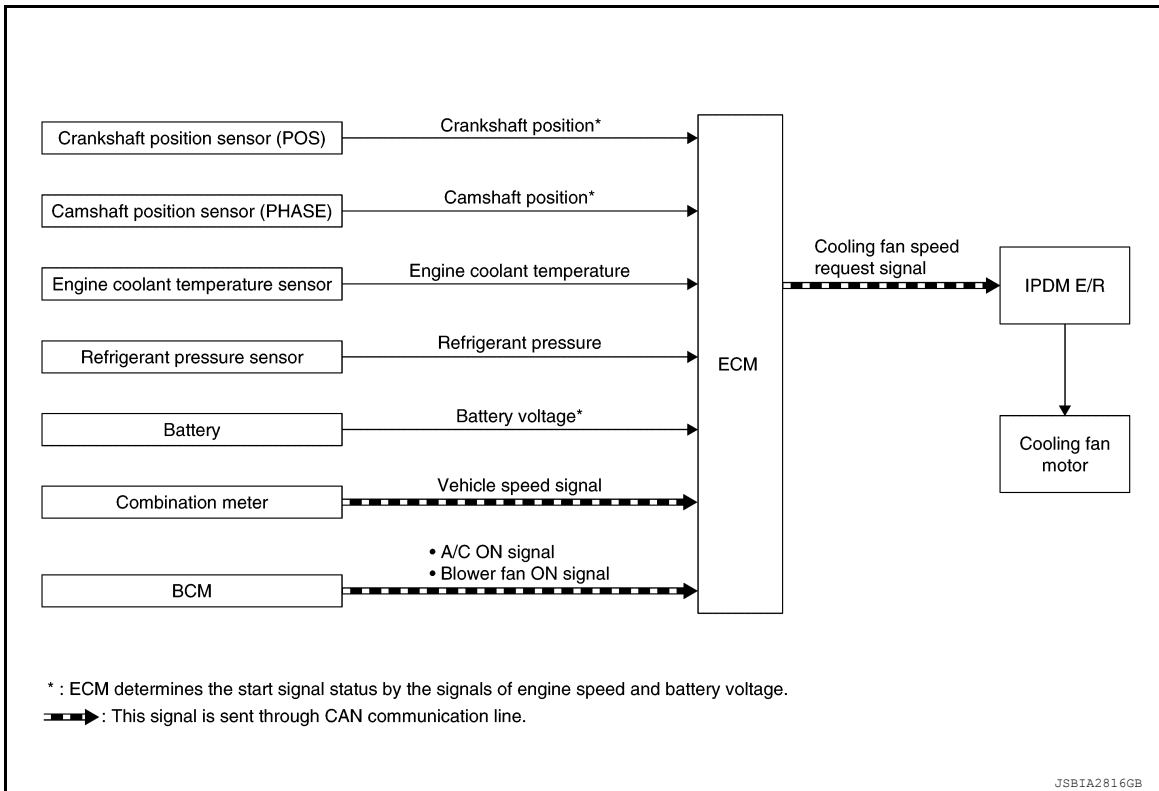 Crankshaft position sensor (POS)
Crankshaft position*
Camshaft position sensor (PHASE)
Camshaft position*
Engine coolant temperature sensor
Engine coolant temperature
Refrigerant pressure sensor
Refrigerant pressure
Battery
Battery voltage*
Combination meter
Vehicle speed signal
BCM
• A/C ON signal
• Blower fan ON signal
ECM
Cooling fan speed
request signal
IPDM E/R
Cooling fan
motor
* : ECM determines the start signal status by the signals of engine speed and battery voltage.
: This signal is sent through CAN communication line.
JSBIA2816GB